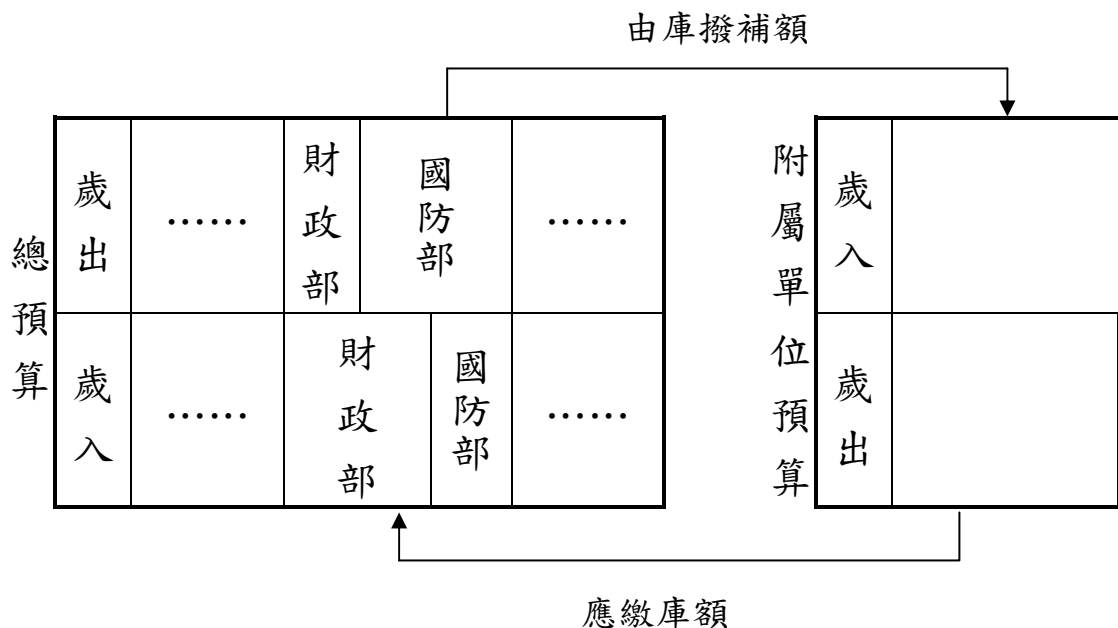 由庫撥補額
總預算
歲出
……
財政部
國防部
……
歲入
……
財政部
國防部
……
附屬單位預算
歲入
歲出
應繳庫額